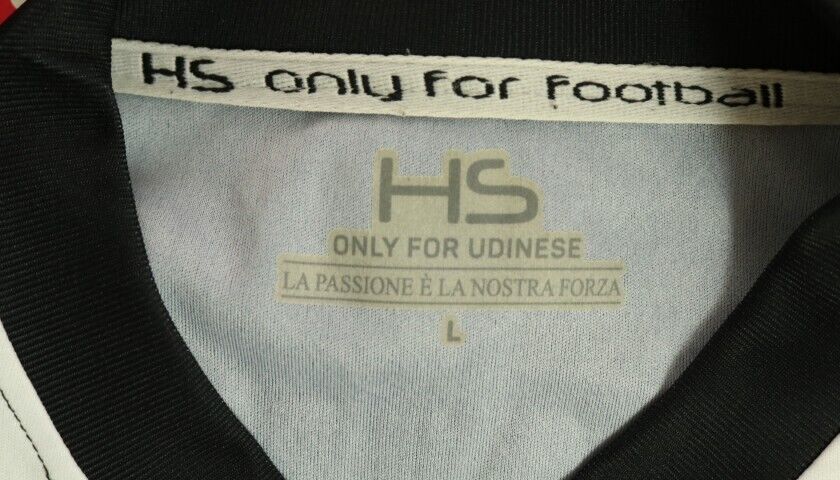 HS only for football
HS
ONLY FOR UDINESE
LA PASSIONE È LA NOSTRA FORZA
L